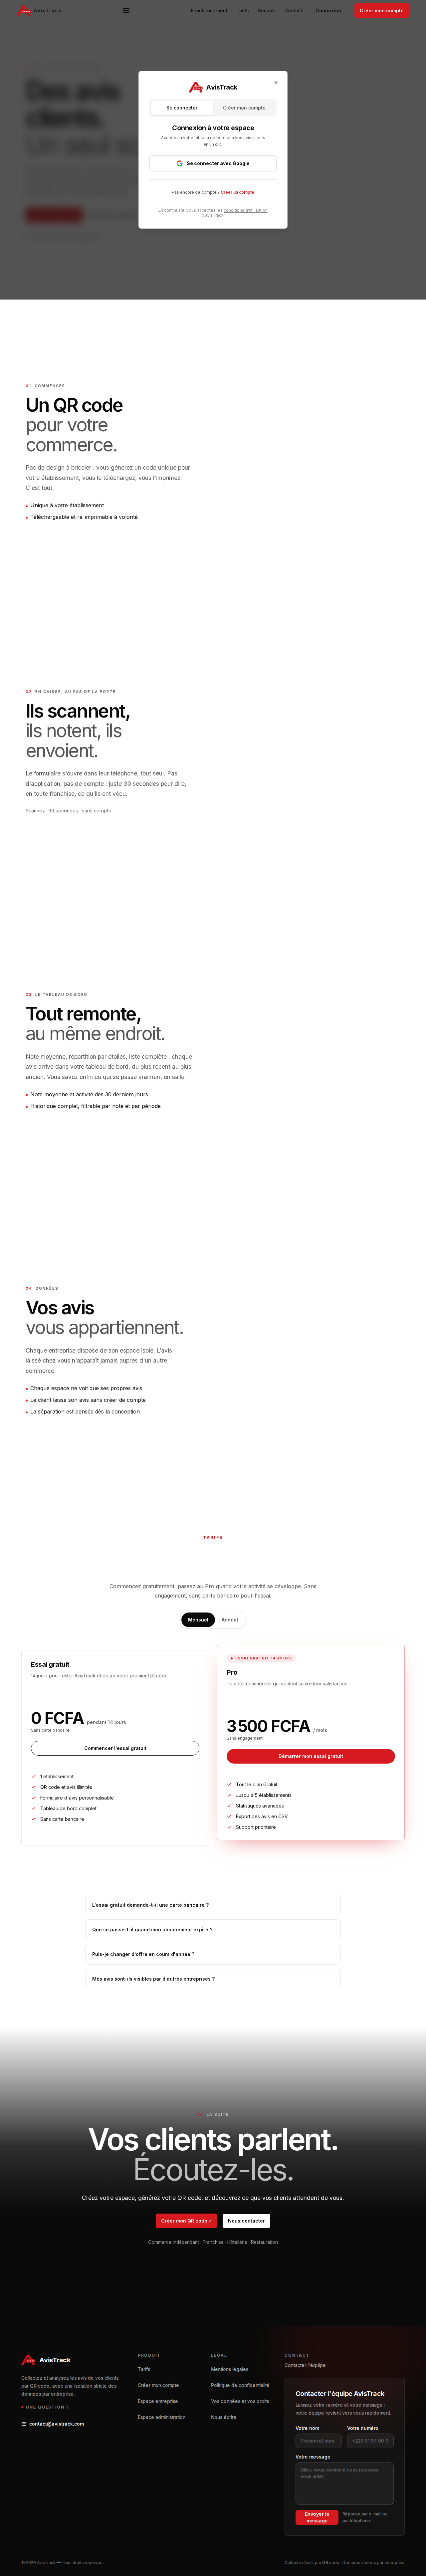 AvisTrack
Fonctionnement
Tarifs
Sécurité
Contact
Connexion
Créer mon compte
Des avis
clients.
AvisTrack
Se connecter
Créer mon compte
Connexion à votre espace
Accédez à votre tableau de bord et à vos avis clients
en un clic.
Se connecter avec Google
Pas encore de compte ? Créer un compte
En continuant, vous acceptez les conditions d'utilisation
d'AvisTrack.
01 COMMENCER
Un QR code
pour votre
commerce.
Pas de design à bricoler : vous générez un code unique pour
votre établissement, vous le téléchargez, vous l'imprimez.
C'est tout.
Unique à votre établissement
Téléchargeable et ré-imprimable à volonté
02 EN CAISSE, AU PAS DE LA PORTE
Ils scannent,
ils notent, ils
envoient.
Le formulaire s'ouvre dans leur téléphone, tout seul. Pas
d'application, pas de compte : juste 30 secondes pour dire,
en toute franchise, ce qu'ils ont vécu.
Scannez · 30 secondes · sans compte
03 LE TABLEAU DE BORD
Tout remonte,
au même endroit.
Note moyenne, répartition par étoiles, liste complète : chaque
avis arrive dans votre tableau de bord, du plus récent au plus
ancien. Vous savez enfin ce qui se passe vraiment en salle.
Note moyenne et activité des 30 derniers jours
Historique complet, filtrable par note et par période
04 DONNÉES
Vos avis
vous appartiennent.
Chaque entreprise dispose de son espace isolé. L'avis
laissé chez vous n'apparaît jamais auprès d'un autre
commerce.
Chaque espace ne voit que ses propres avis
Le client laisse son avis sans créer de compte
La séparation est pensée dès la conception
TARIFS
Commencez gratuitement, passez au Pro quand votre activité se développe. Sans
engagement, sans carte bancaire pour l'essai.
Mensuel
Annuel
Essai gratuit
14 jours pour tester AvisTrack et poser votre premier QR code.
0 FCFA pendant 14 jours
Sans carte bancaire
Commencer l'essai gratuit
1 établissement
QR code et avis illimités
Formulaire d'avis personnalisable
Tableau de bord complet
Sans carte bancaire
ESSAI GRATUIT 14 JOURS
Pro
Pour les commerces qui veulent suivre leur satisfaction.
3 500 FCFA / mois
Sans engagement
Démarrer mon essai gratuit
Tout le plan Gratuit
Jusqu'à 5 établissements
Statistiques avancées
Export des avis en CSV
Support prioritaire
L'essai gratuit demande-t-il une carte bancaire ?
Que se passe-t-il quand mon abonnement expire ?
Puis-je changer d'offre en cours d'année ?
Mes avis sont-ils visibles par d'autres entreprises ?
LA SUITE
Vos clients parlent.
Écoutez-les.
Créez votre espace, générez votre QR code, et découvrez ce que vos clients attendent de vous.
Créer mon QR code ↗
Nous contacter
Commerce indépendant · Franchise · Hôtellerie · Restauration
AvisTrack
Collectez et analysez les avis de vos clients
par QR code, avec une isolation stricte des
données par entreprise.
UNE QUESTION ?
contact@avistrack.com
PRODUIT
Tarifs
Créer mon compte
Espace entreprise
Espace administration
LÉGAL
Mentions légales
Politique de confidentialité
Vos données et vos droits
Nous écrire
CONTACT
Contacter l'équipe
Contacter l'équipe AvisTrack
Laissez votre numéro et votre message :
notre équipe revient vers vous rapidement.
Votre nom
Votre numéro
Prénom et nom
Votre message
Dites-nous comment nous pouvons
vous aider.
Envoyer le
message
Réponse par e-mail ou
par téléphone.
© 2026 AvisTrack — Tous droits réservés.
Collecte d'avis par QR code · Données isolées par entreprise